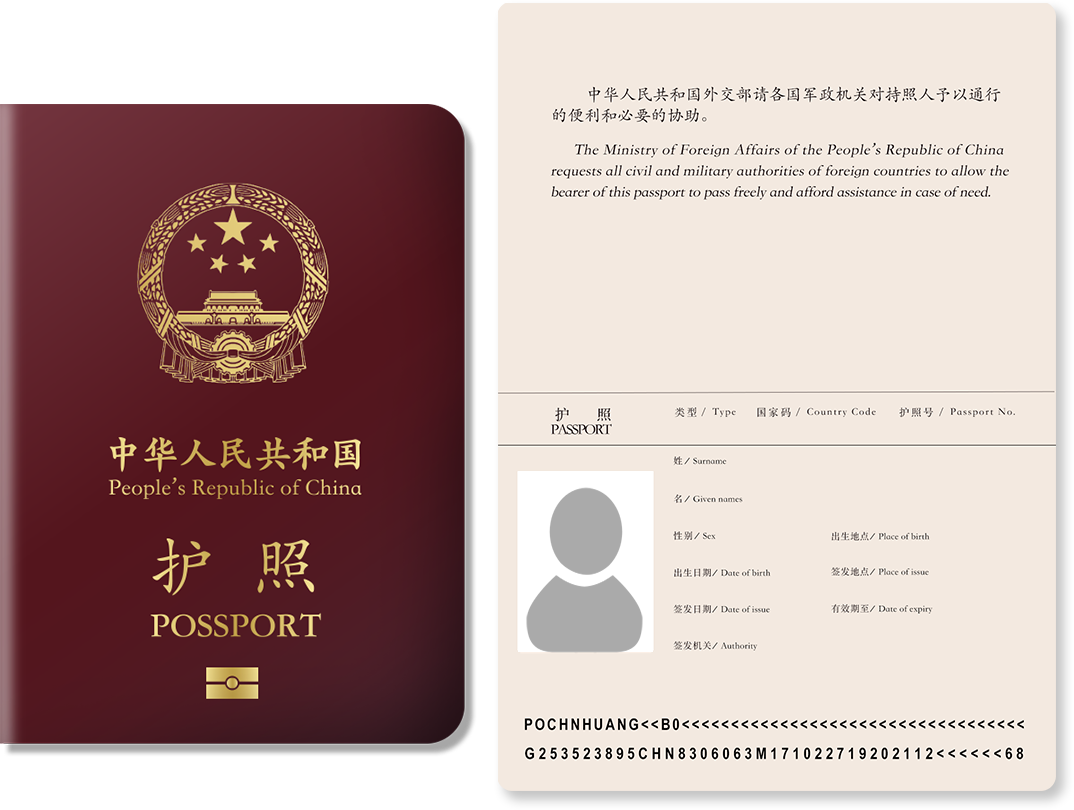 中华人民共和国
People's Republic of China
护 照
POSSPORT
中华人民共和国外交部请各国军政机关对持照人予以通行
的便利和必要的协助。
The Ministry of Foreign Affairs of the People's Republic of China
requests all civil and military authorities of foreign countries to allow the
bearer of this passport to pass freely and afford assistance in case of need.
护 照
PASSPORT
类型 / Type 国家码 / Country Code 护照号 / Passport No.
姓/ Surname
名/ Given names
性别/ Sex 出生地点/ Place of birth
出生日期/ Date of birth 签发地点/ Place of issue
签发日期/ Date of issue 有效期至/ Date of expiry
签发机关/ Authority
POCHNHUANG<<BO<<<<<<<<<<<<<<<<<<<<<<<<<<<<<<<<<<<
G253523895CHN8306063M171022719202112<<<<<<68